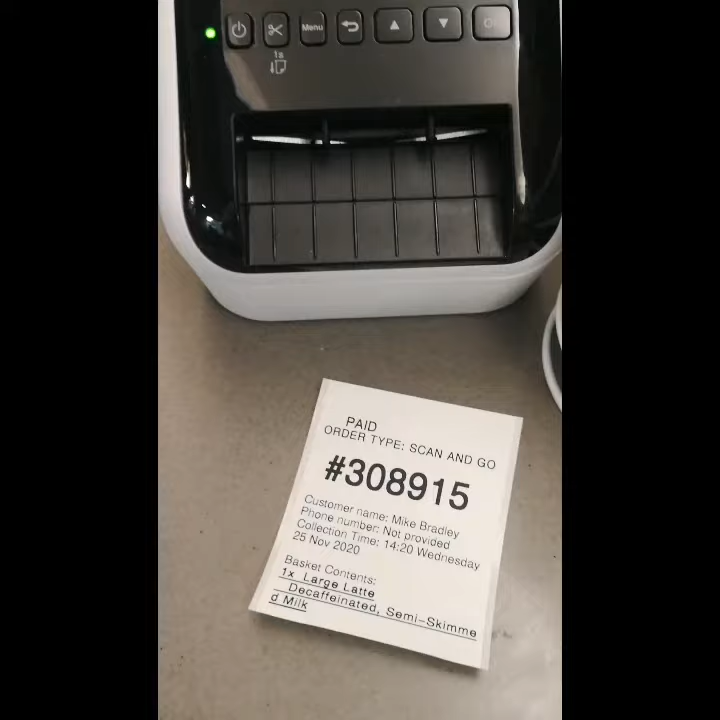 Menu
1s
PAID
ORDER TYPE: SCAN AND GO
#308915
Customer name: Mike Bradley
Phone number: Not provided
Collection Time: 14:20 Wednesday
25 Nov 2020
Basket Contents:
1x Large Latte
Decaffeinated, Semi-Skimme
d Milk